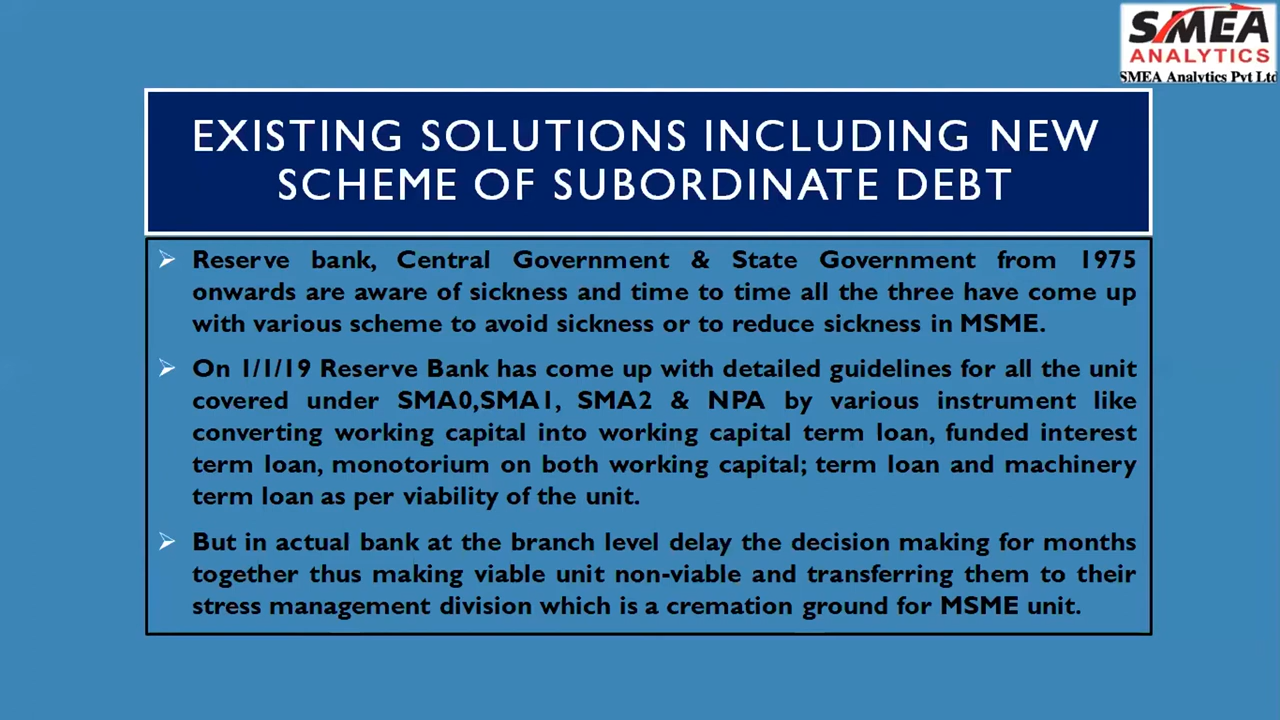 SMEA
ANALYTICS
SMEA Analytics Pvt Ltd
EXISTING SOLUTIONS INCLUDING NEW
SCHEME OF SUBORDINATE DEBT
Reserve bank, Central Government & State Government from 1975
onwards are aware of sickness and time to time all the three have come up
with various scheme to avoid sickness or to reduce sickness in MSME.
On 1/1/19 Reserve Bank has come up with detailed guidelines for all the unit
covered under SMA0,SMA1, SMA2 & NPA by various instrument like
converting working capital into working capital term loan, funded interest
term loan, monotorium on both working capital; term loan and machinery
term loan as per viability of the unit.
But in actual bank at the branch level delay the decision making for months
together thus making viable unit non-viable and transferring them to their
stress management division which is a cremation ground for MSME unit.